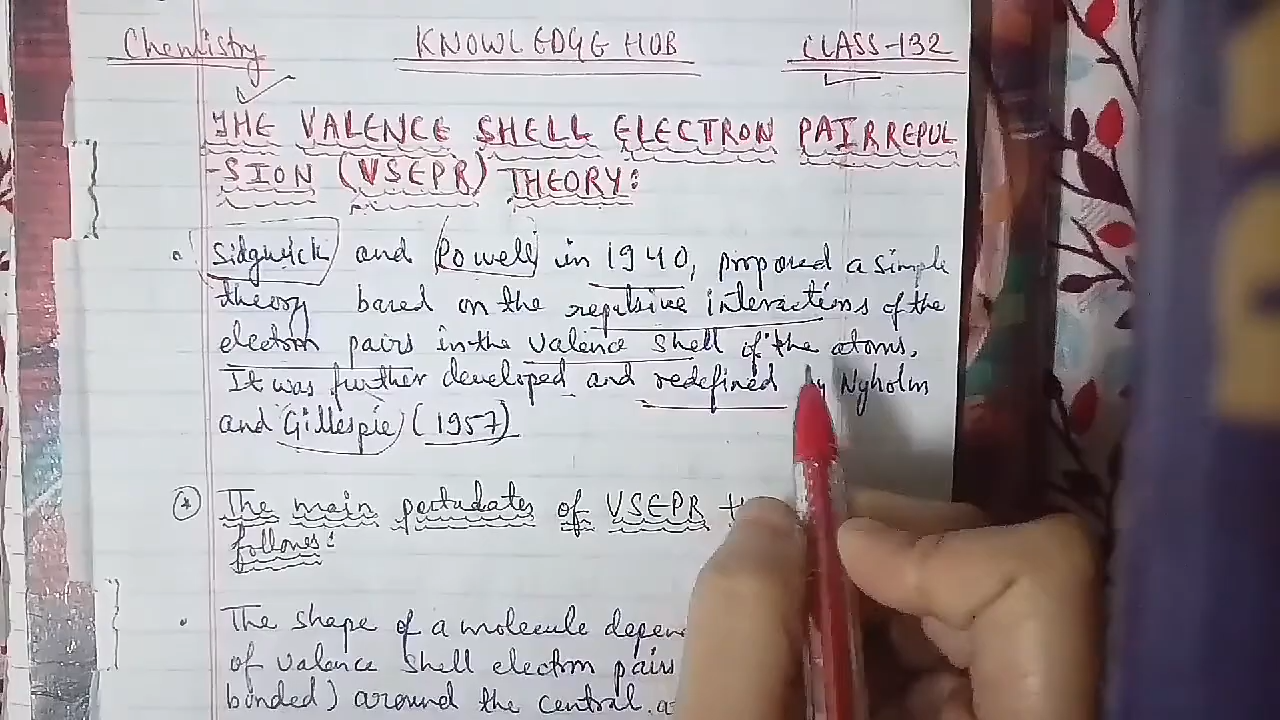 Chemistry KNOWLEDGE HUB CLASS-132
THE VALENCE SHELL ELECTRON PAIR REPUL
-SION (VSEPR) THEORY:
Sidgwick and Powell in 1940, proposed a simple
theory based on the repulsive interactions of the
electron pairs in the valence shell of the atoms.
It was further developed and redefined by Nyholm
and Gillespie (1957)
The main postulates of VSEPR
follows:
The shape of a molecule depen
of valence shell electron pairs
bonded) around the central